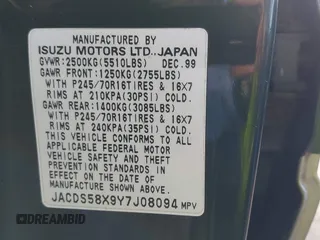 MANUFACTURED BY
ISUZU MOTORS LTD., JAPAN
GVWR:2500KG(5510LBS) DEC.99
GAWR FRONT:1250KG(2755LBS)
WITH P245/70R16TIRES & 16X7
RIMS AT 210KPA(30PSI) COLD.
GAWR REAR:1400KG(3085LBS)
WITH P245/70R16TIRES & 16X7
RIMS AT 240KPA(35PSI) COLD.
THIS VEHICLE CONFORMS TO ALL
APPLICABLE FEDERAL MOTOR
VEHICLE SAFETY STANDARDS IN
EFFECT ON THE DATE OF
MANUFACTURE SHOWN ABOVE.
JACDS58X9Y7J08094 MPV
DREAMBID